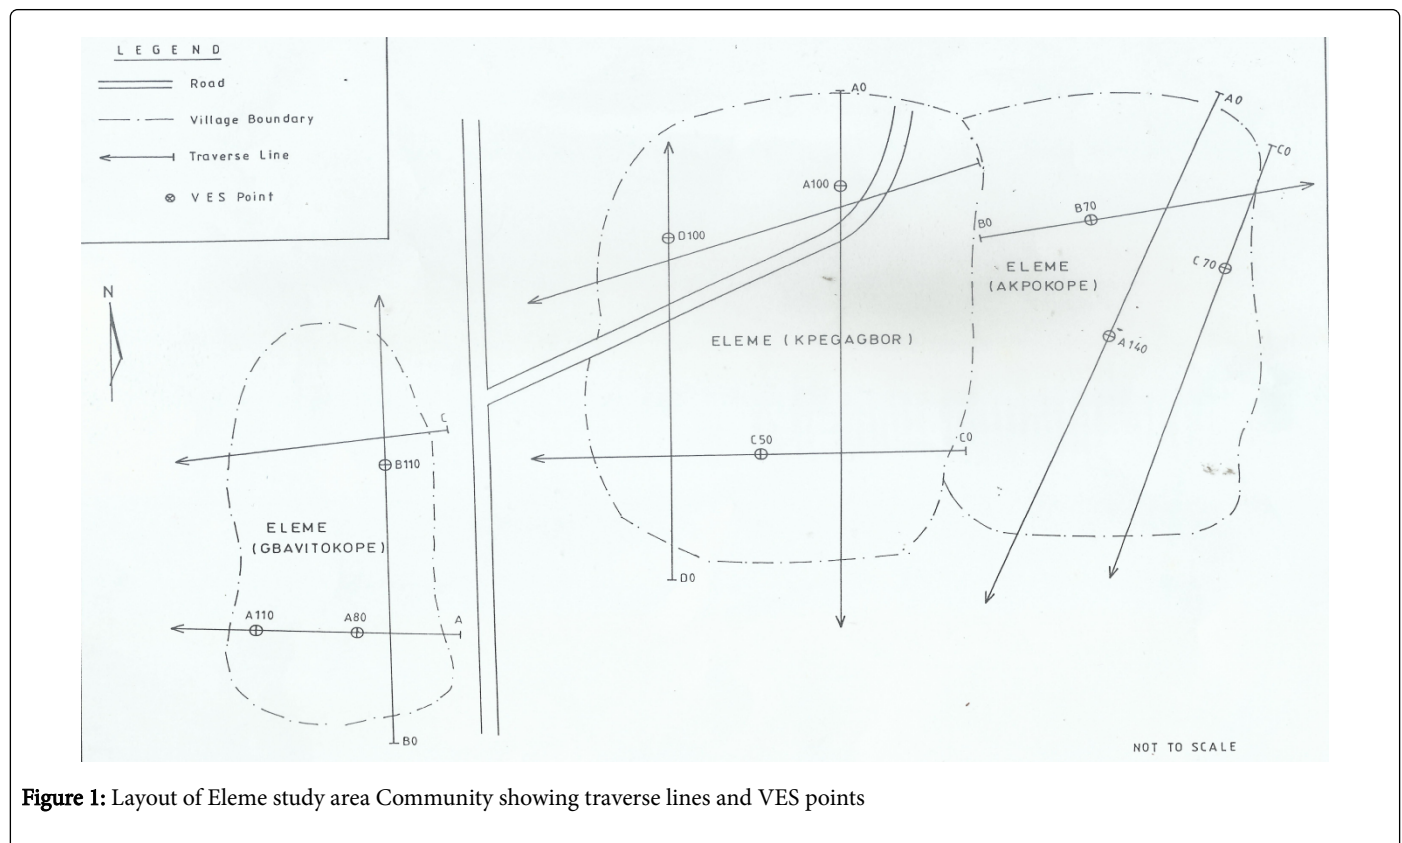 L E G E N D
Road
Village Boundary
Traverse Line
V E S Point
N
A0
A0
C0
A100
B70
B0
D100
C 70
ELEME
(AKPOKOPE)
ELEME ( KPEGAGBOR )
A140
C
C50
C0
B110
ELEME
(GBAVITOKOPE)
D0
A110
A80
A
B0
NOT TO SCALE
Figure 1: Layout of Eleme study area Community showing traverse lines and VES points